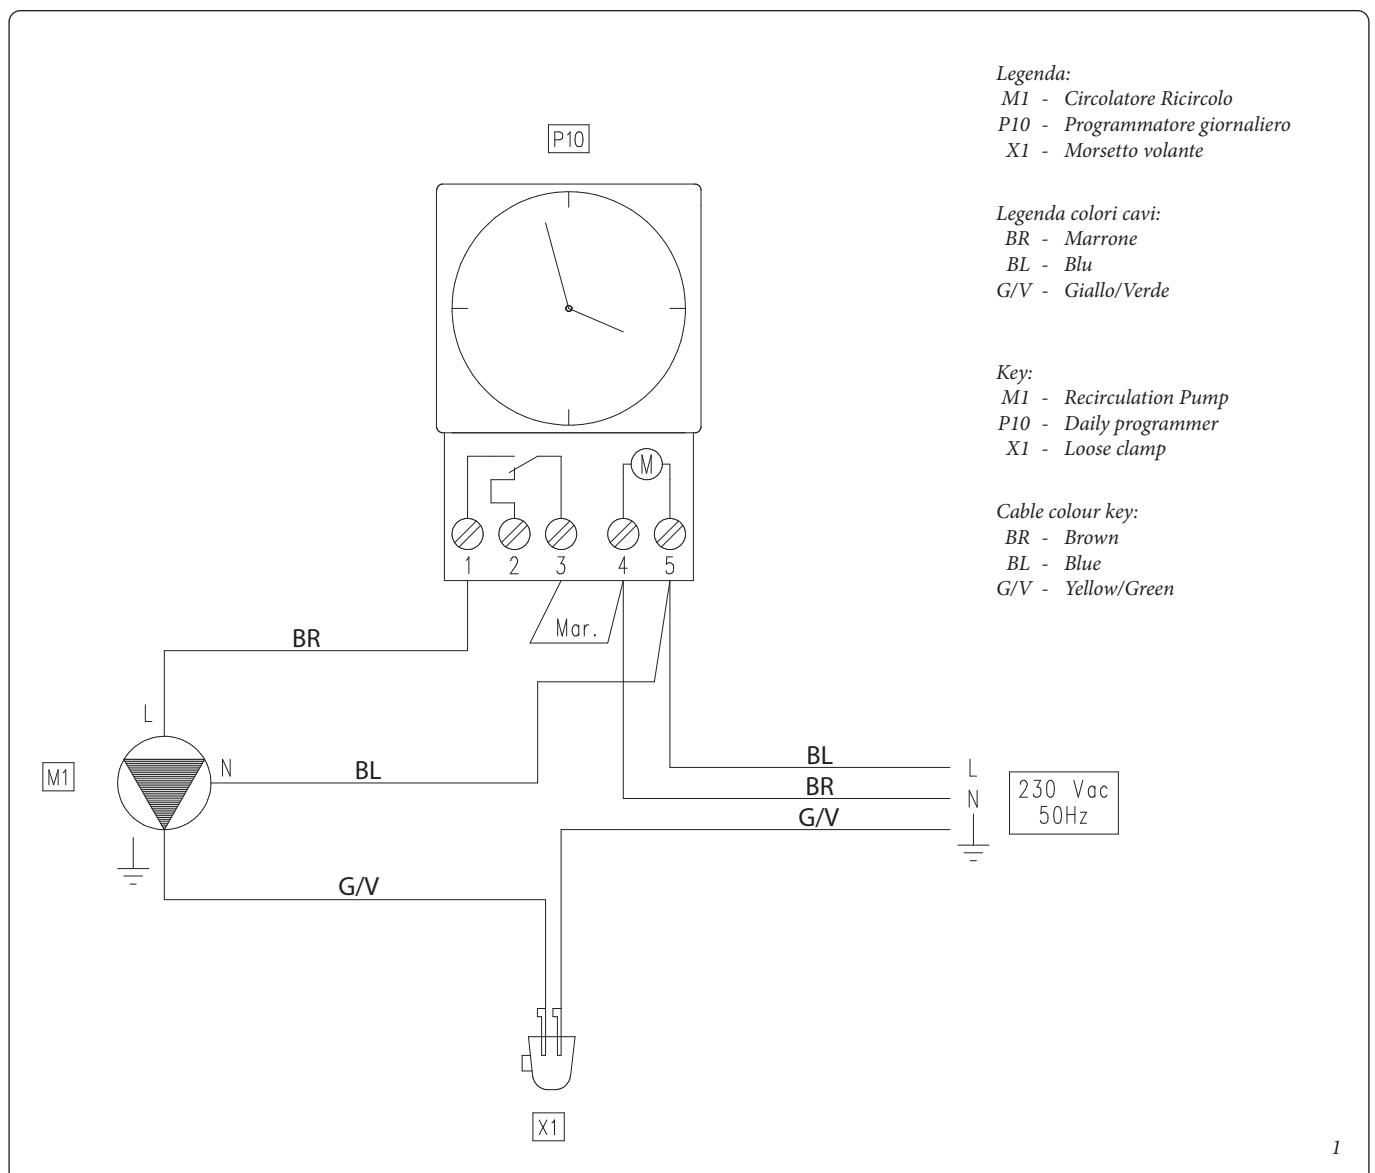 Legenda:
M1 - Circolatore Ricircolo
P10 - Programmatore giornaliero
X1 - Morsetto volante
Legenda colori cavi:
BR - Marrone
BL - Blu
G/V - Giallo/Verde
Key:
M1 - Recirculation Pump
P10 - Daily programmer
X1 - Loose clamp
Cable colour key:
BR - Brown
BL - Blue
G/V - Yellow/Green
P10
M
1 2 3 4 5
Mar.
BR
L
M1
N
BL
BL L
BR N
G/V
230 Vac
50Hz
G/V
X1
1